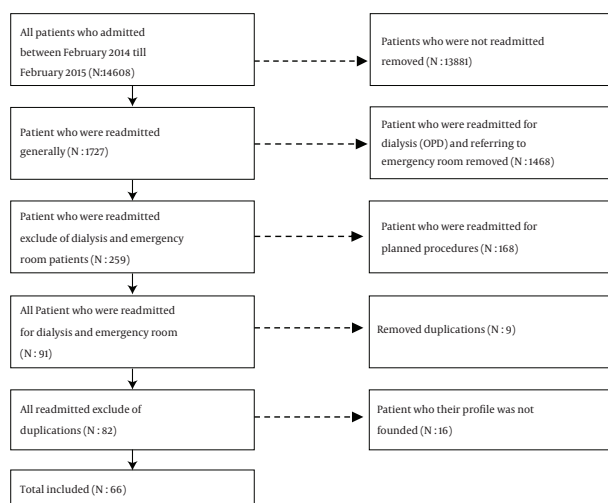 All patients who admitted
between February 2014 till
February 2015 (N:14608)
Patients who were not readmitted
removed (N : 13881)
Patient who were readmitted
generally (N : 1727)
Patient who were readmitted for
dialysis (OPD) and referring to
emergency room removed (N : 1468)
Patient who were readmitted
exclude of dialysis and emergency
room patients (N : 259)
Patient who were readmitted for
planned procedures (N : 168)
All Patient who were readmitted
for dialysis and emergency room
(N : 91)
Removed duplications (N : 9)
All readmitted exclude of
duplications (N : 82)
Patient who their profile was not
founded (N : 16)
Total included (N : 66)